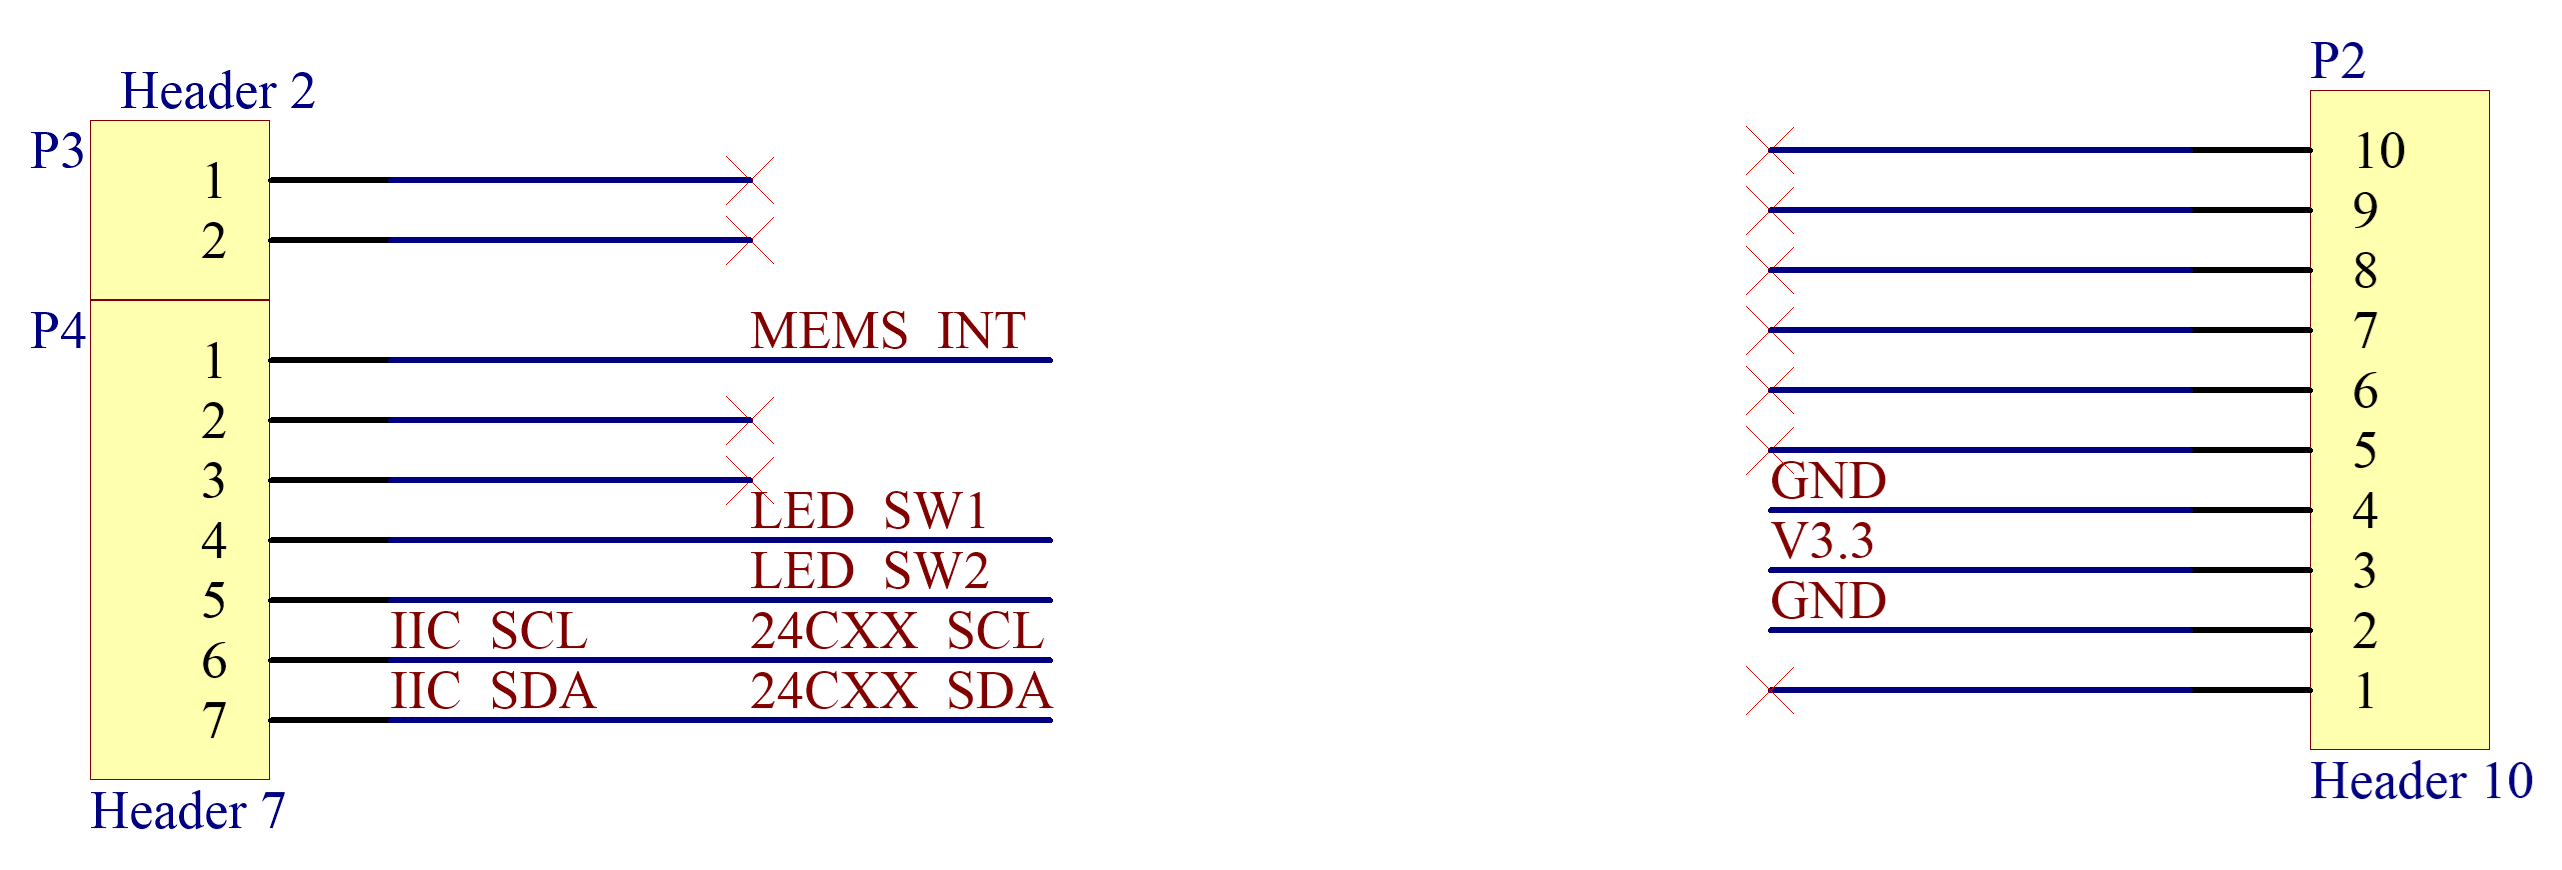 Header 2
P3
1
2
P4
1 MEMS INT
2
3
4 LED SW1
5 LED SW2
6 IIC SCL 24CXX SCL
7 IIC SDA 24CXX SDA
Header 7
P2
10
9
8
7
6
5
GND 4
V3.3 3
GND 2
1
Header 10